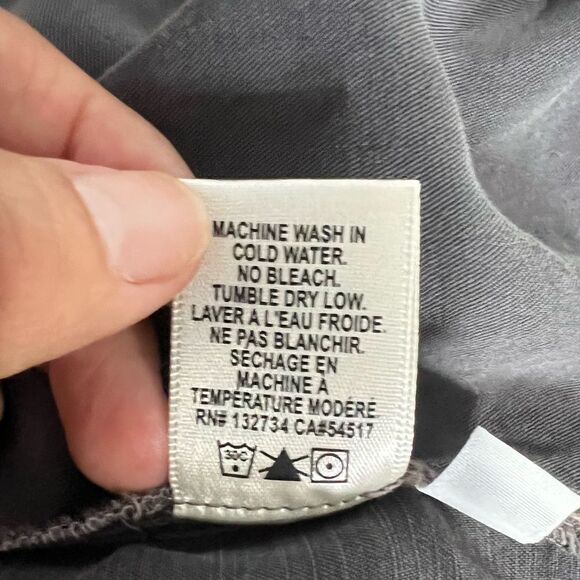 MACHINE WASH IN
COLD WATER.
NO BLEACH.
TUMBLE DRY LOW.
LAVER A L'EAU FROIDE.
NE PAS BLANCHIR.
SÉCHAGE EN
MACHINE À
TEMPÉRATURE MODÉRÉ.
RN# 132734 CA#54517
30C